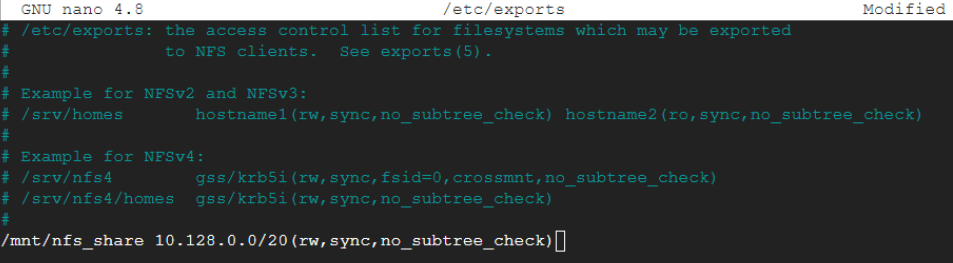 GNU nano 4.8 /etc/exports Modified
# /etc/exports: the access control list for filesystems which may be exported
#               to NFS clients.  See exports(5).
#
# Example for NFSv2 and NFSv3:
# /srv/homes       hostname1(rw,sync,no_subtree_check) hostname2(ro,sync,no_subtree_check)
#
# Example for NFSv4:
# /srv/nfs4        gss/krb5i(rw,sync,fsid=0,crossmnt,no_subtree_check)
# /srv/nfs4/homes  gss/krb5i(rw,sync,no_subtree_check)
#
/mnt/nfs_share 10.128.0.0/20(rw,sync,no_subtree_check)